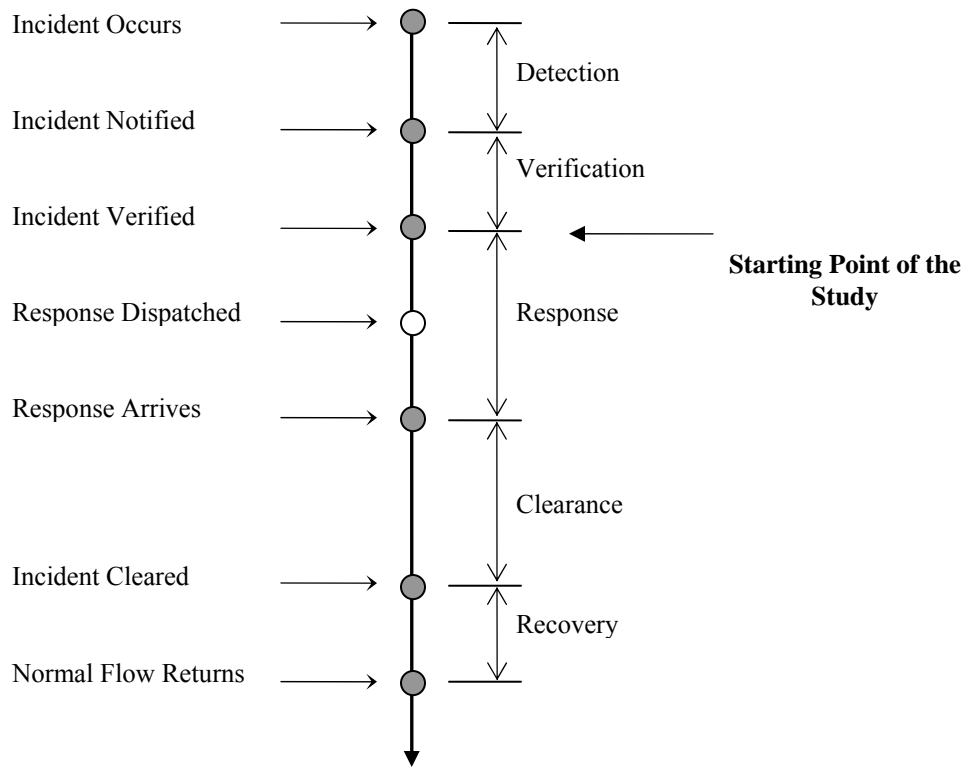 Incident Occurs
Detection
Incident Notified
Verification
Incident Verified
Starting Point of the
Study
Response Dispatched
Response
Response Arrives
Clearance
Incident Cleared
Recovery
Normal Flow Returns